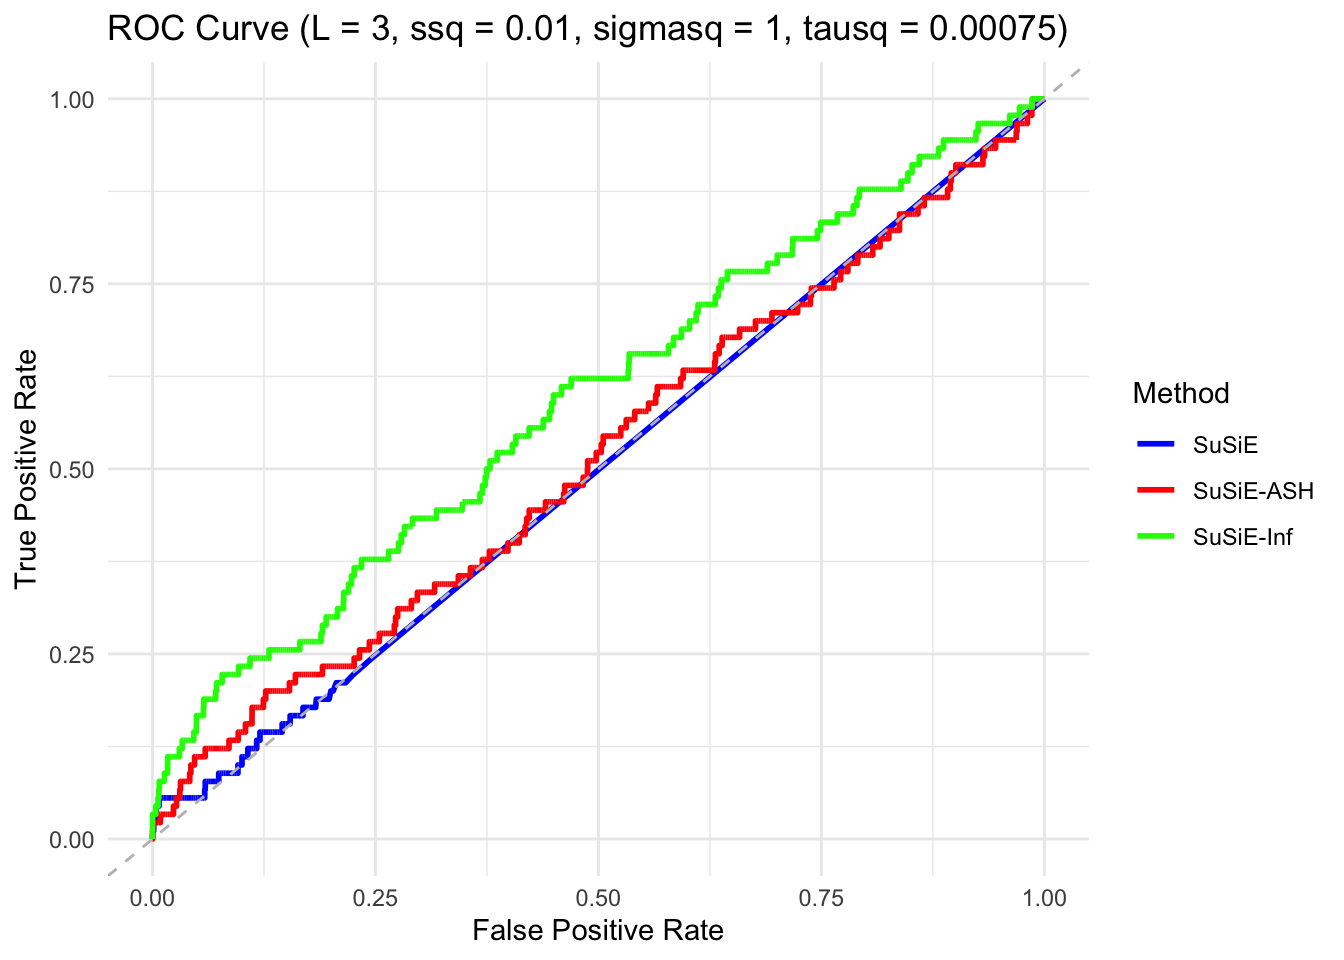 ROC Curve (L = 3, ssq = 0.01, sigmasq = 1, tausq = 0.00075)
1.00
0.75
0.50
0.25
0.00
True Positive Rate
0.00 0.25 0.50 0.75 1.00
False Positive Rate
Method
SuSiE
SuSiE-ASH
SuSiE-Inf